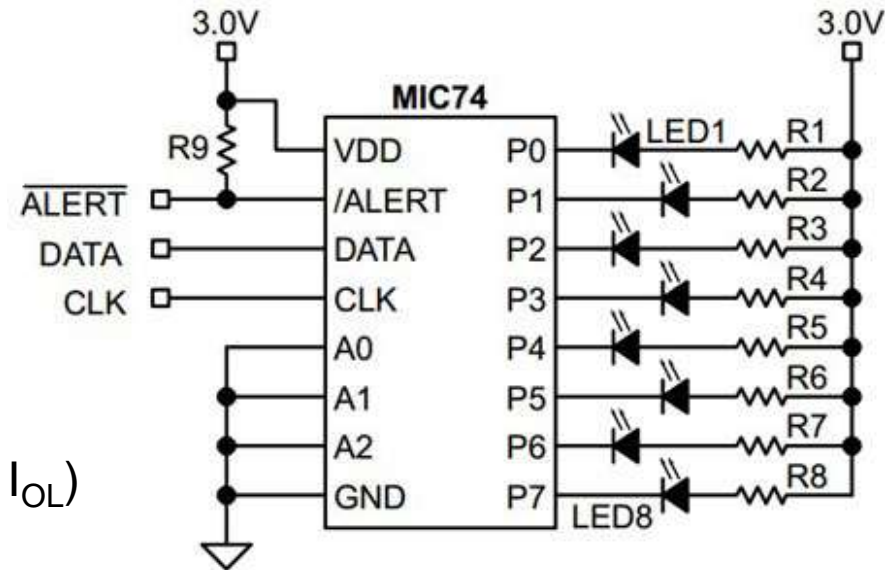 3.0V 3.0V
MIC74
R9
VDD P0 LED1 R1
ALERT /ALERT P1 R2
DATA DATA P2 R3
CLK CLK P3 R4
A0 P4 R5
A1 P5 R6
A2 P6 R7
I_OL) GND P7 LED8 R8